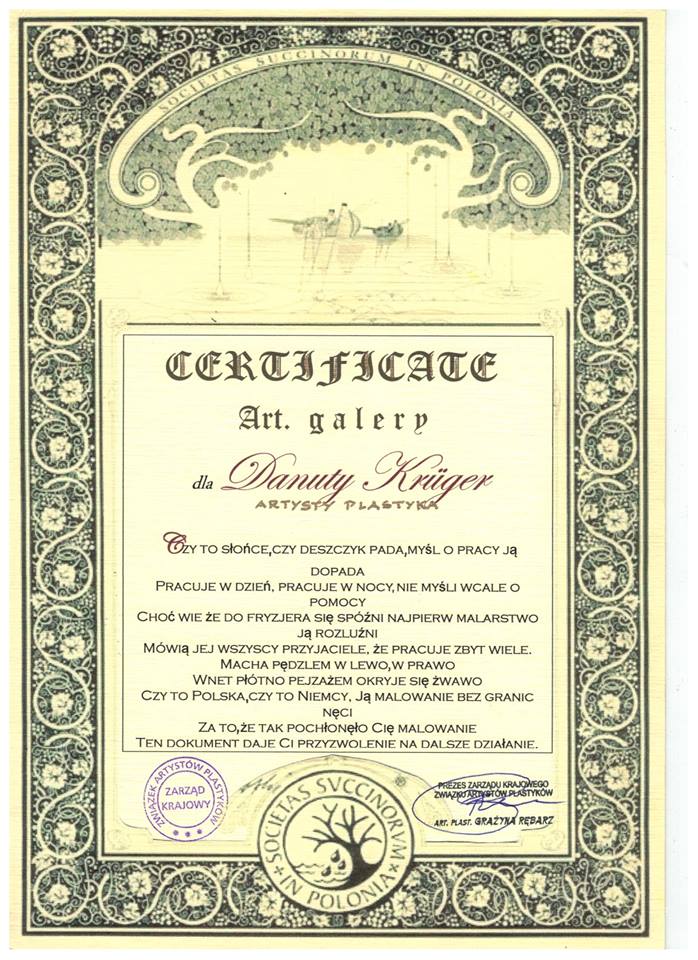 SOCIETAS SUCCINORUM IN POLONIA
CERTIFICATE
Art. galery
dla Danuty Krüger
ARTYSTY PLASTYKA
Czy to słońce,czy deszczyk pada,myśl o pracy ją
dopada
Pracuje w dzień, pracuje w nocy, nie myśli wcale o
pomocy
Choć wie że do fryzjera się spóźni najpierw malarstwo
ją rozluźni
Mówią jej wszyscy przyjaciele, że pracuje zbyt wiele.
Macha pędzlem w lewo,w prawo
Wnet płótno pejzażem okryje się żwawo
Czy to Polska,czy to Niemcy, Ją malowanie bez granic
nęci
Za to,że tak pochłonęło Cię malowanie
Ten dokument daje Ci przyzwolenie na dalsze działanie.
ZWIĄZEK ARTYSTÓW PLASTYKÓW
ZARZĄD
KRAJOWY
SOCIETAS SVCCINORVM
IN POLONIA
®
PREZES ZARZĄDU KRAJOWEGO
ZWIĄZKU ARTYSTÓW PLASTYKÓW
ART. PLAST. GRAŻYNA RĘBARZ